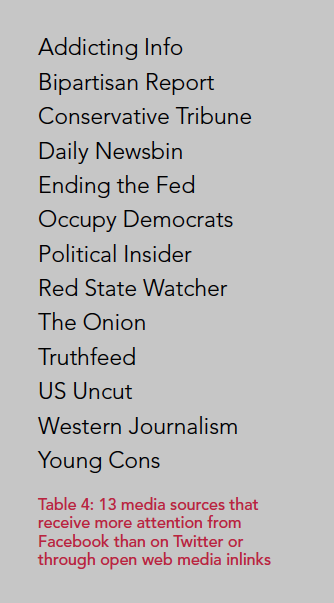 Addicting Info
Bipartisan Report
Conservative Tribune
Daily Newsbin
Ending the Fed
Occupy Democrats
Political Insider
Red State Watcher
The Onion
Truthfeed
US Uncut
Western Journalism
Young Cons
Table 4: 13 media sources that
receive more attention from
Facebook than on Twitter or
through open web media inlinks